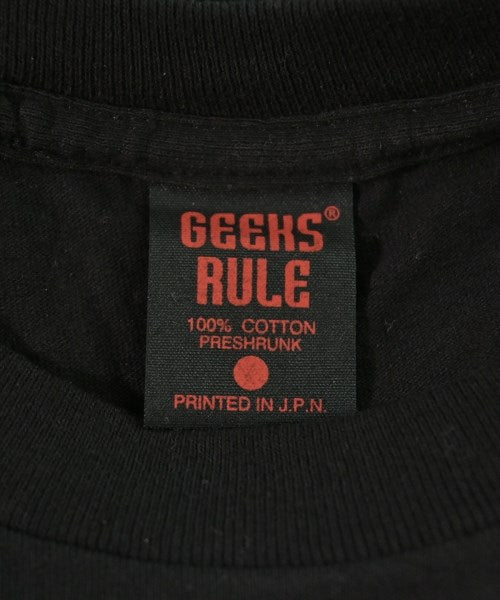 GEEKS®
RULE
100% COTTON
PRESHRUNK
PRINTED IN J.P.N.